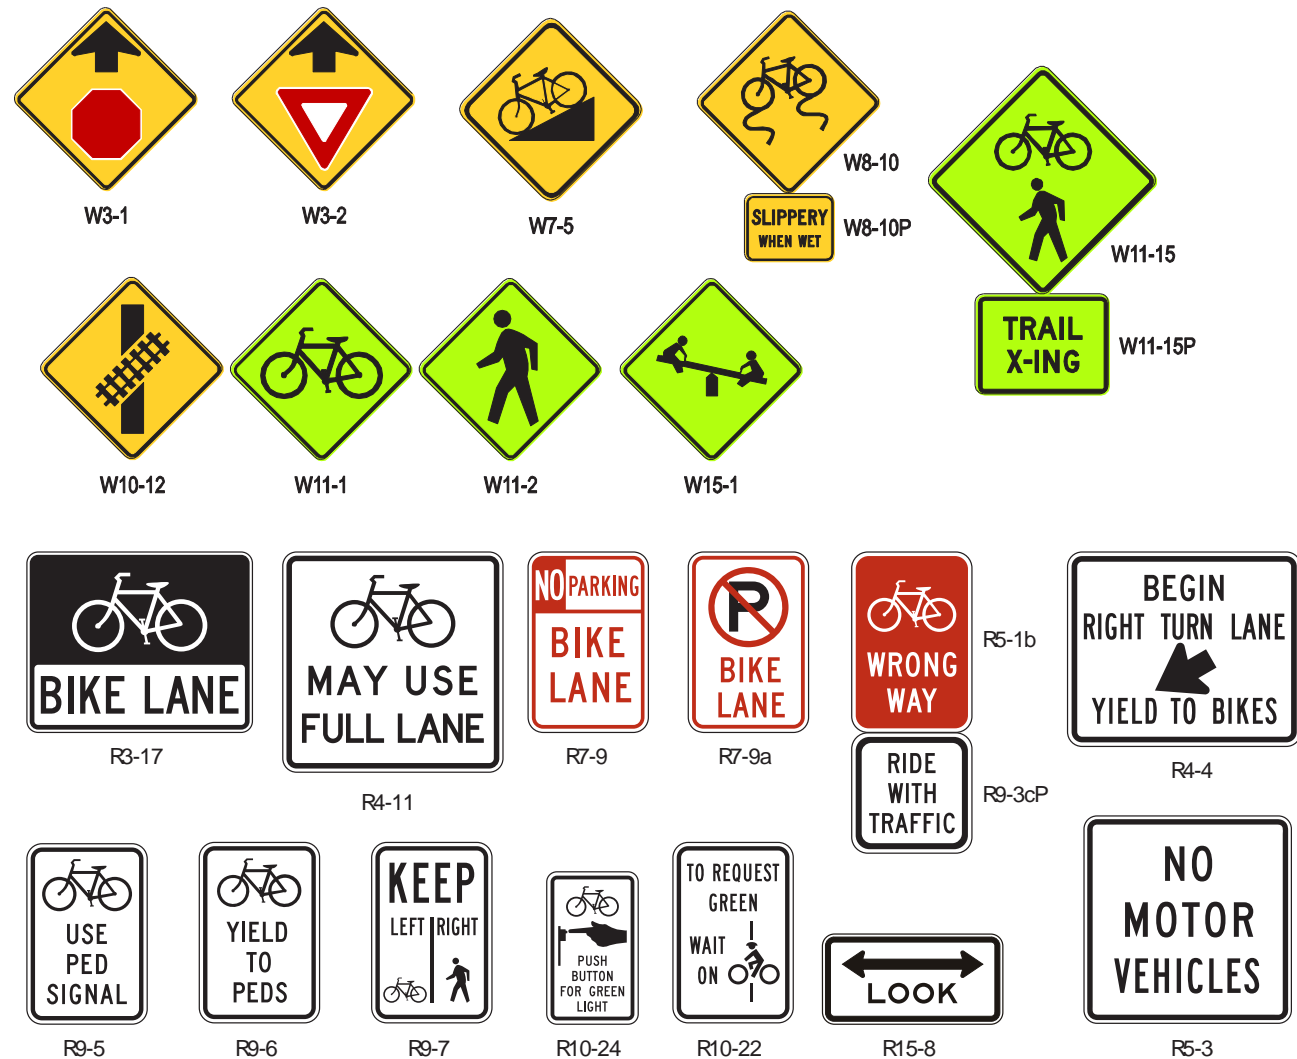 W3-1
W3-2
W7-5
W8-10
SLIPPERY
WHEN WET
W8-10P
W11-15
TRAIL
X-ING
W11-15P
W10-12
W11-1
W11-2
W15-1
BIKE LANE
R3-17
MAY USE
FULL LANE
R4-11
NO PARKING
BIKE
LANE
R7-9
P
BIKE
LANE
R7-9a
WRONG
WAY
R5-1b
RIDE
WITH
TRAFFIC
R9-3cP
BEGIN
RIGHT TURN LANE
YIELD TO BIKES
R4-4
USE
PED
SIGNAL
R9-5
YIELD
TO
PEDS
R9-6
KEEP
LEFT RIGHT
R9-7
PUSH
BUTTON
FOR GREEN
LIGHT
R10-24
TO REQUEST
GREEN
WAIT
ON
R10-22
LOOK
R15-8
NO
MOTOR
VEHICLES
R5-3